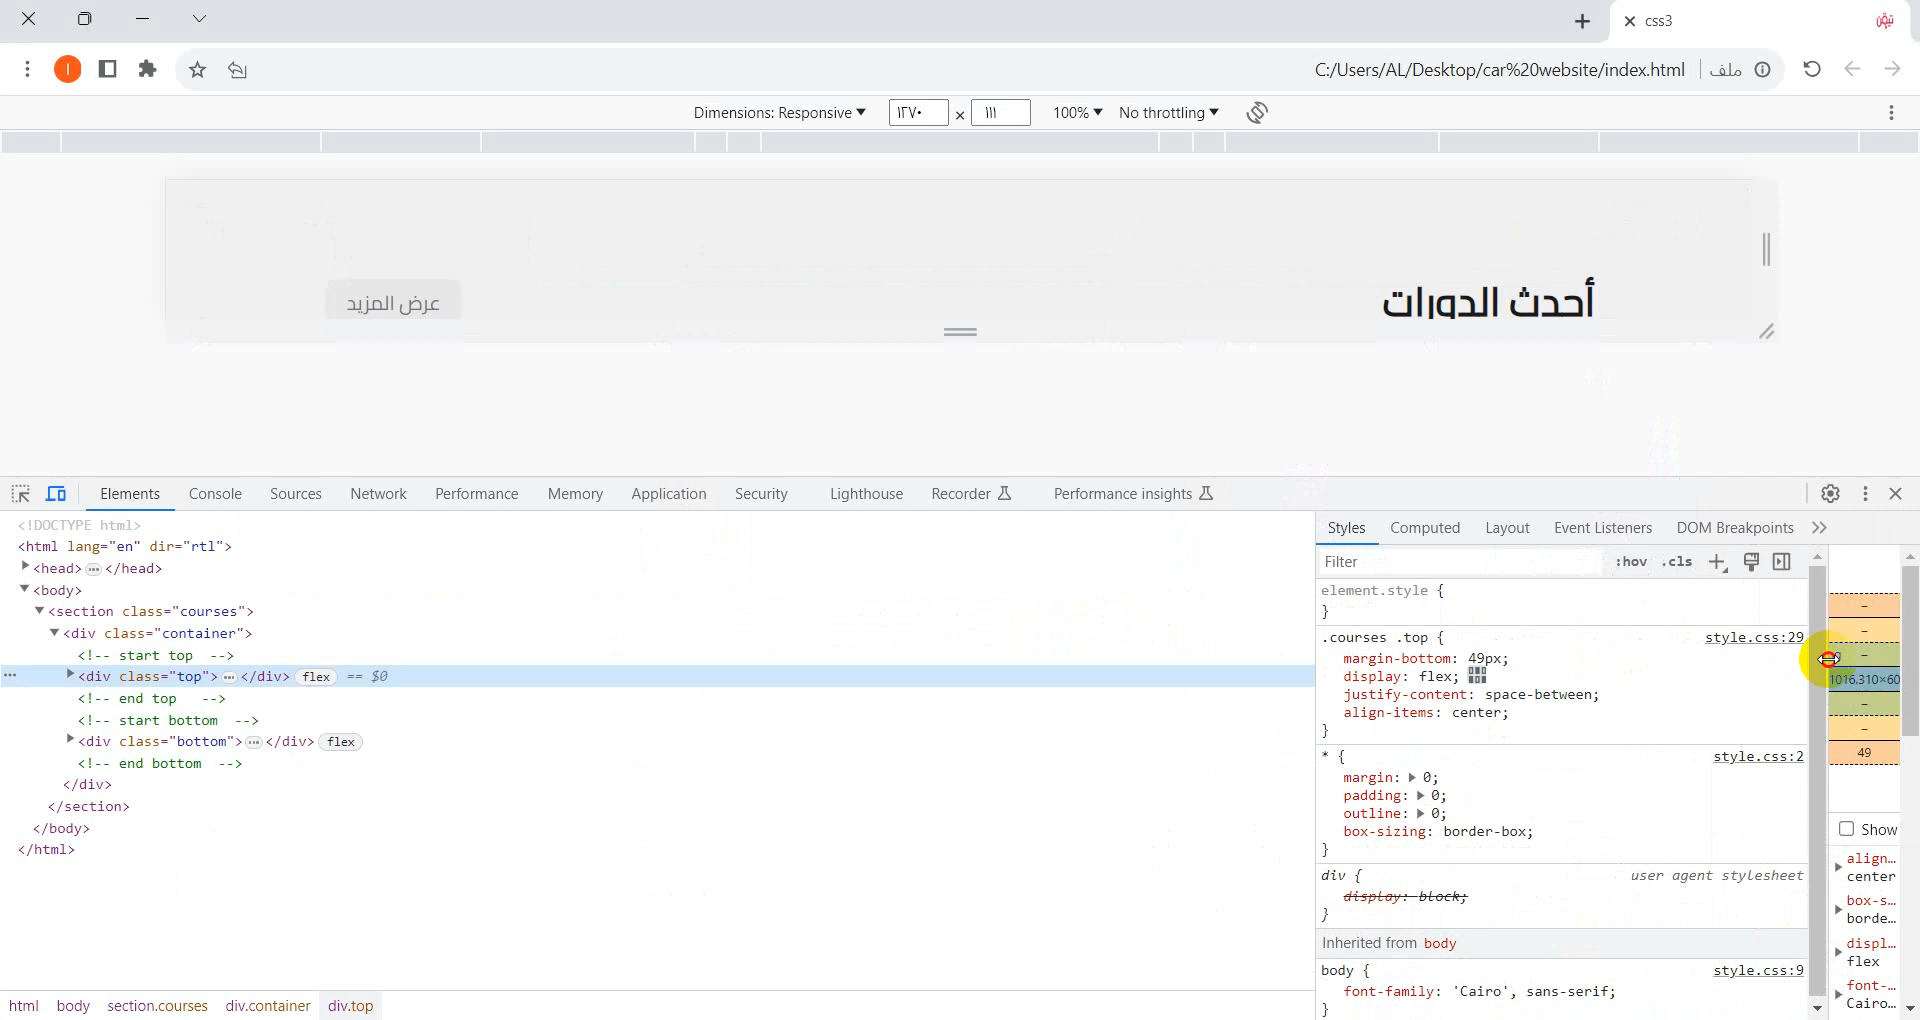 css3
تيقن
C:/Users/AL/Desktop/car%20website/index.html
ملف
Dimensions: Responsive
١٣٧٠ × ١١١
100%
No throttling
أحدث الدورات
عرض المزيد
Elements Console Sources Network Performance Memory Application Security Lighthouse Recorder Performance insights
<!DOCTYPE html>
<html lang="en" dir="rtl">
<head> … </head>
<body>
<section class="courses">
<div class="container">
<!-- start top -->
… <div class="top"> … </div> flex == $0
<!-- end top -->
<!-- start bottom -->
<div class="bottom"> … </div> flex
<!-- end bottom -->
</div>
</section>
</body>
</html>
html body section.courses div.container div.top
Styles Computed Layout Event Listeners DOM Breakpoints
Filter :hov .cls
element.style {
}
.courses .top { style.css:29
margin-bottom: 49px;
display: flex;
justify-content: space-between;
align-items: center;
}
* { style.css:2
margin: 0;
padding: 0;
outline: 0;
box-sizing: border-box;
}
div { user agent stylesheet
display: block;
}
Inherited from body
body { style.css:9
font-family: 'Cairo', sans-serif;
}
–
–
–
1016.310×60
–
–
49
Show
align…
center
box-s…
borde…
displ…
flex
font-…
Cairo…